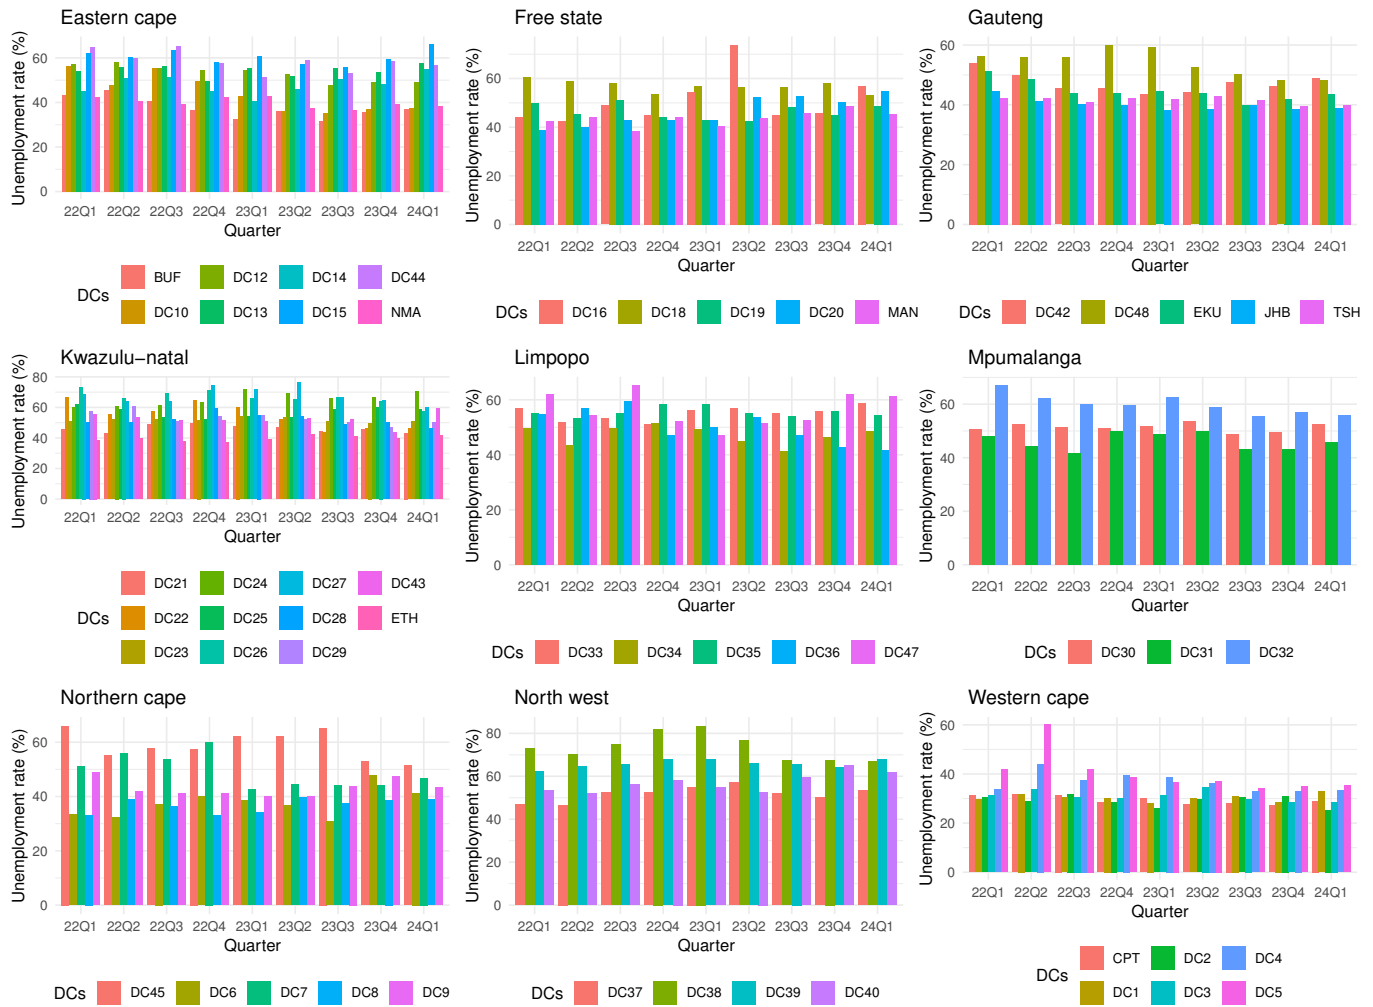 Eastern cape
Unemployment rate (%)
60
40
20
0
22Q1 22Q2 22Q3 22Q4 23Q1 23Q2 23Q3 23Q4 24Q1
Quarter
DCs
BUF DC12 DC14 DC44
DC10 DC13 DC15 NMA
Free state
Unemployment rate (%)
60
40
20
0
22Q1 22Q2 22Q3 22Q4 23Q1 23Q2 23Q3 23Q4 24Q1
Quarter
DCs DC16 DC18 DC19 DC20 MAN
Gauteng
Unemployment rate (%)
60
40
20
0
22Q1 22Q2 22Q3 22Q4 23Q1 23Q2 23Q3 23Q4 24Q1
Quarter
DCs DC42 DC48 EKU JHB TSH
Kwazulu−natal
Unemployment rate (%)
80
60
40
20
0
22Q1 22Q2 22Q3 22Q4 23Q1 23Q2 23Q3 23Q4 24Q1
Quarter
DCs
DC21 DC24 DC27 DC43
DC22 DC25 DC28 ETH
DC23 DC26 DC29
Limpopo
Unemployment rate (%)
60
40
20
0
22Q1 22Q2 22Q3 22Q4 23Q1 23Q2 23Q3 23Q4 24Q1
Quarter
DCs DC33 DC34 DC35 DC36 DC47
Mpumalanga
Unemployment rate (%)
60
40
20
0
22Q1 22Q2 22Q3 22Q4 23Q1 23Q2 23Q3 23Q4 24Q1
Quarter
DCs DC30 DC31 DC32
Northern cape
Unemployment rate (%)
60
40
20
0
22Q1 22Q2 22Q3 22Q4 23Q1 23Q2 23Q3 23Q4 24Q1
Quarter
DCs DC45 DC6 DC7 DC8 DC9
North west
Unemployment rate (%)
80
60
40
20
0
22Q1 22Q2 22Q3 22Q4 23Q1 23Q2 23Q3 23Q4 24Q1
Quarter
DCs DC37 DC38 DC39 DC40
Western cape
Unemployment rate (%)
60
40
20
0
22Q1 22Q2 22Q3 22Q4 23Q1 23Q2 23Q3 23Q4 24Q1
Quarter
DCs
CPT DC2 DC4
DC1 DC3 DC5